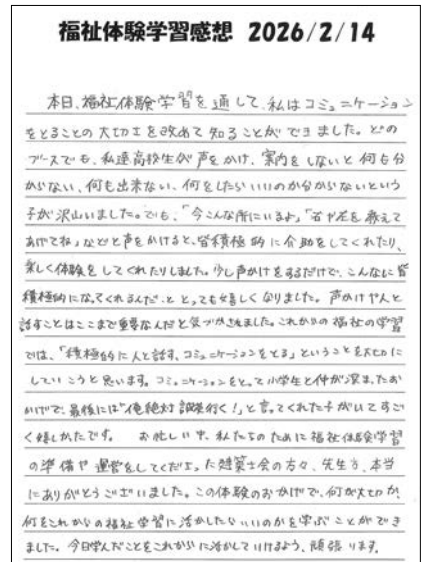 福祉体験学習感想 2026/2/14
本日、福祉体験学習を通して、私はコミュニケーション
をとることの大切さを改めて知ることができました。どの
ブースでも、私達高校生が声をかけ、案内をしないと何も分
からない、何も出来ない、何をしたらいいのか分からないという
子が沢山いました。でも、「今こんな所にいるよ」「右や左を教えて
あげてね」などと声をかけると、皆積極的に介助をしてくれたり、
楽しく体験をしてくれたりしました。少し声かけをするだけで、こんなに皆
積極的になってくれるんだ、と とっても嬉しくなりました。声かけや人と
話すことはここまで重要なんだと気づかされました。これからの福祉の学習
では、「積極的に人と話す、コミュニケーションをとる」ということを大切に
していこうと思います。コミュニケーションをとって小学生と仲が深まったお
かげで、最後には"俺絶対 行く!"と言ってくれた子がいてすご
く嬉しかったです。 お忙しい中、私たちのために福祉体験学習
の準備や運営をしてくださった建築士会の方々、先生方、本当
にありがとうございました。この体験のおかげで、何が大切か、
何をこれからの福祉学習に活かしたらいいのかを学ぶことができ
ました。今日学んだことをこれからに活かしていけるよう、頑張ります。